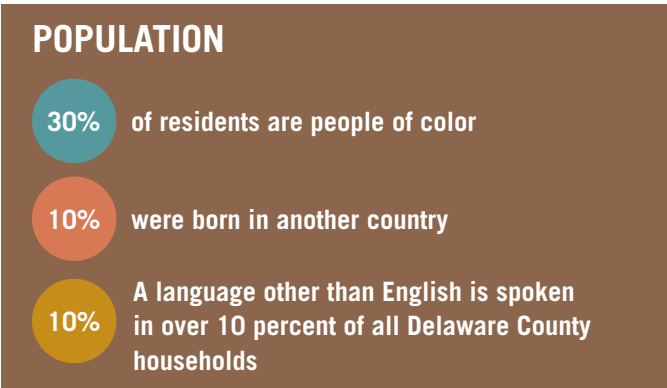 POPULATION
30% of residents are people of color
10% were born in another country
A language other than English is spoken
10% in over 10 percent of all Delaware County
households